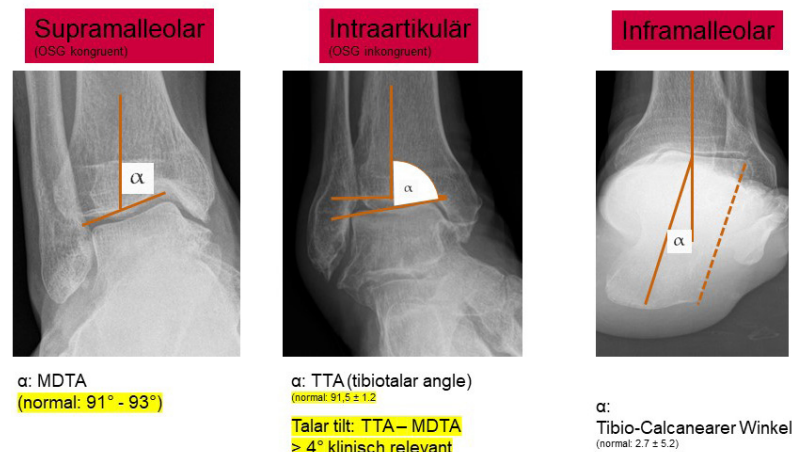 Supramalleolar
(OSG kongruent)
Intraartikulär
(OSG inkongruent)
Inframalleolar
α
α
α
α: MDTA
(normal: 91° - 93°)
α: TTA (tibiotalar angle)
(normal: 91,5 ± 1.2
Talar tilt: TTA – MDTA
> 4° klinisch relevant
α:
Tibio-Calcanearer Winkel
(normal: 2.7 ± 5.2)